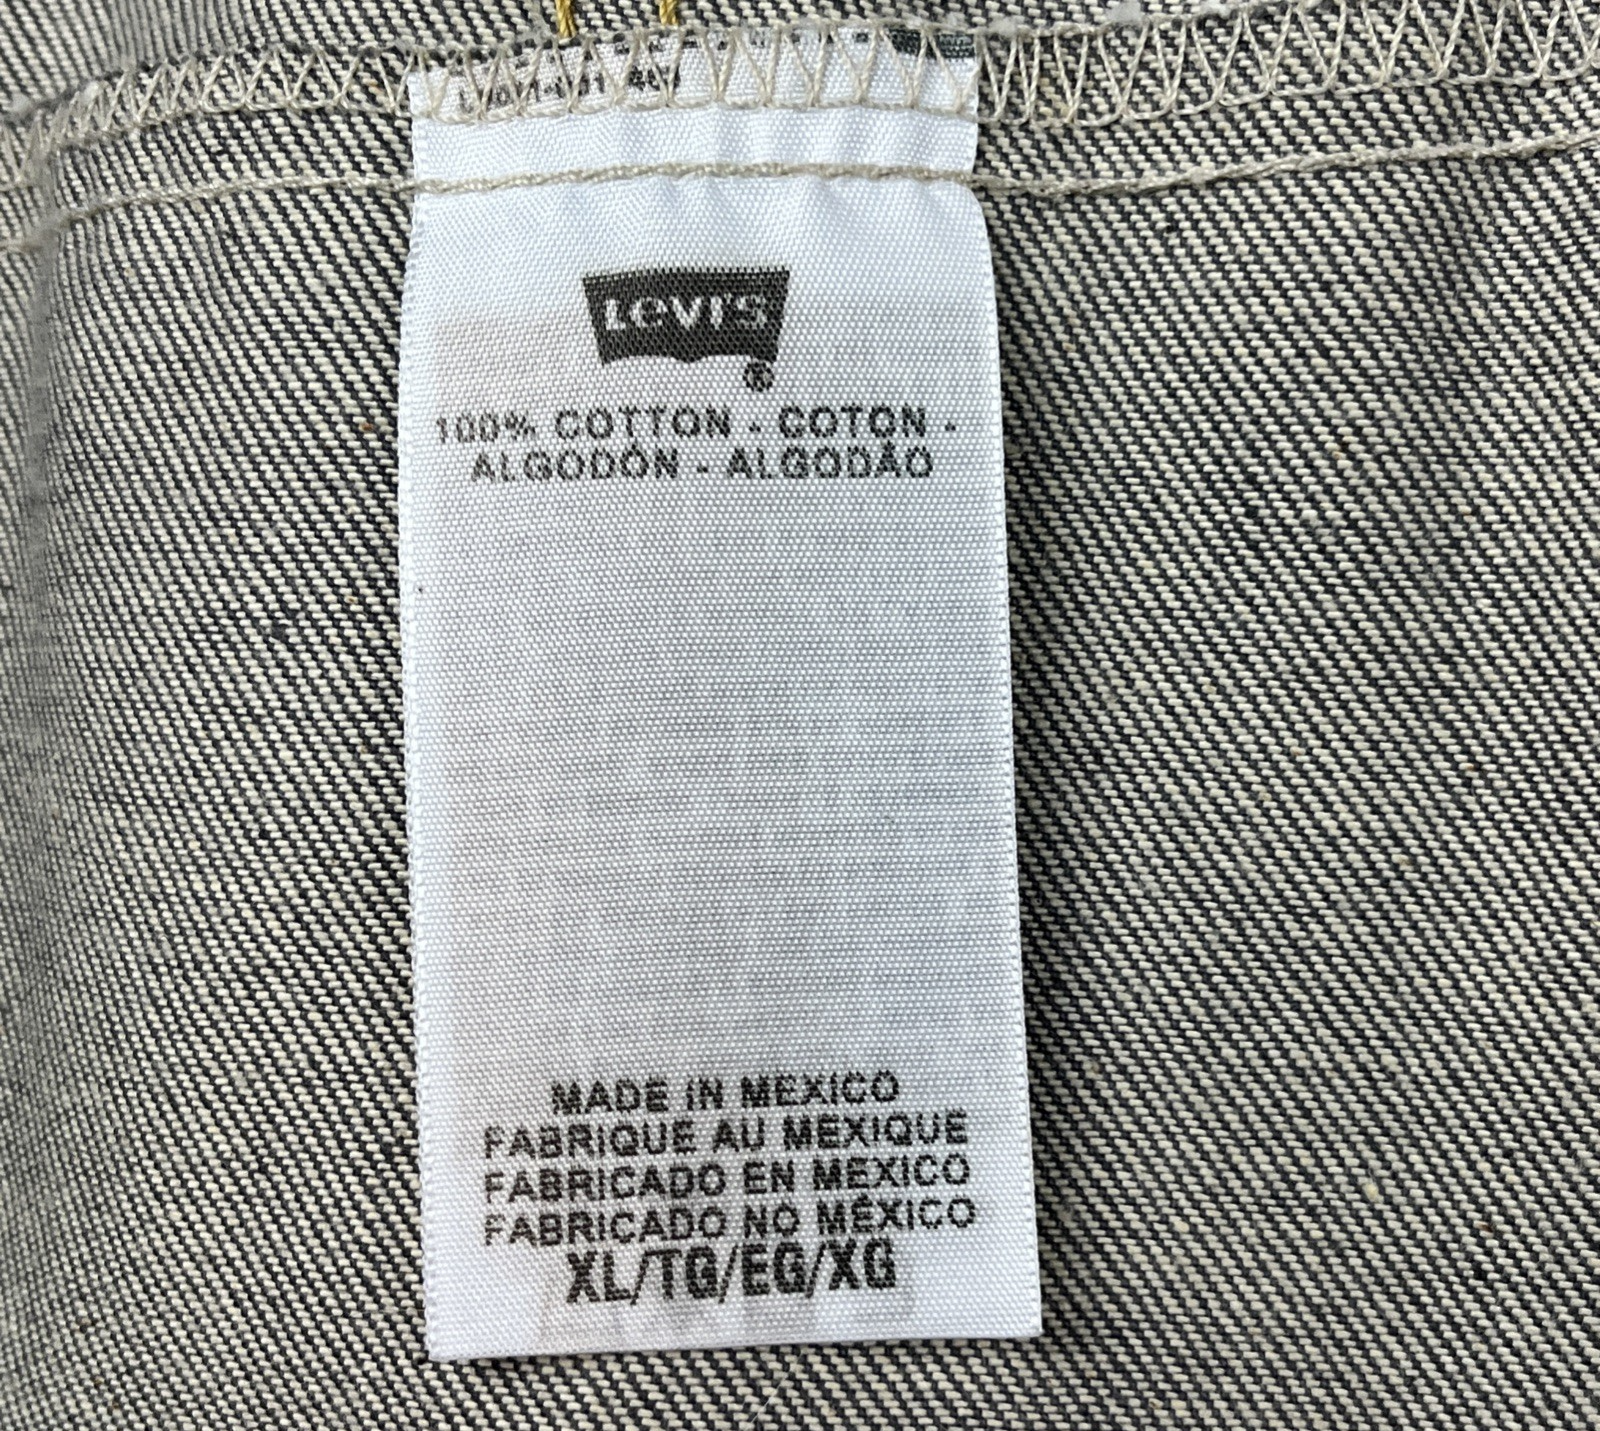 LEVI'S
®
100% COTTON - COTON -
ALGODÓN - ALGODÃO
MADE IN MEXICO
FABRIQUE AU MEXIQUE
FABRICADO EN MEXICO
FABRICADO NO MÉXICO
XL/TG/EG/XG